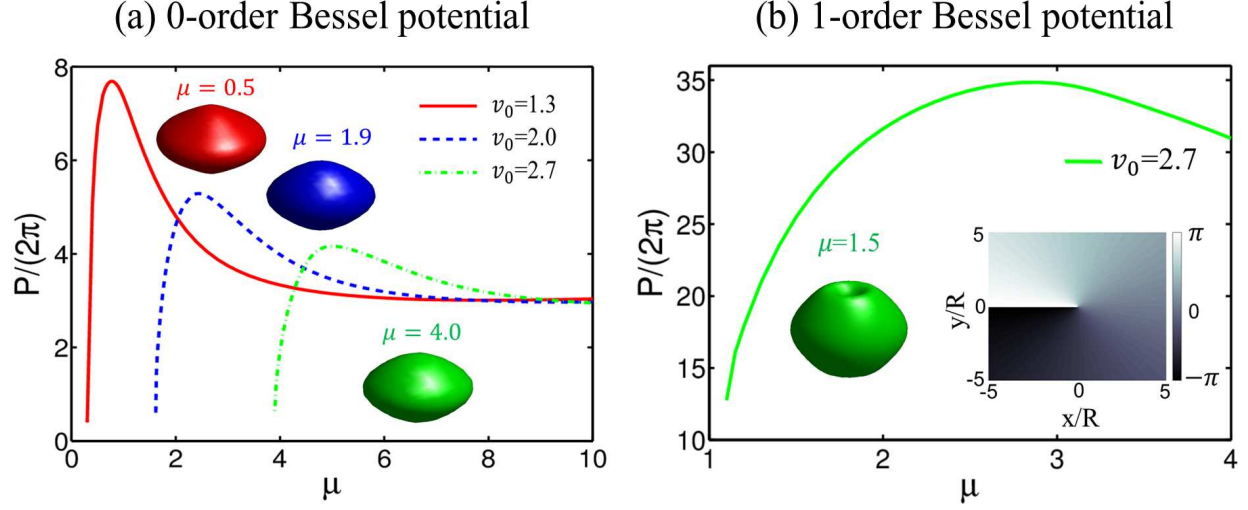 (a) 0-order Bessel potential
P/(2π)
8
6
4
2
0
0 2 4 6 8 10
μ
μ = 0.5
μ = 1.9
μ = 4.0
v₀=1.3
v₀=2.0
v₀=2.7
(b) 1-order Bessel potential
P/(2π)
35
30
25
20
15
10
1 2 3 4
μ
v₀=2.7
μ=1.5
y/R
5
0
-5
-5 0 5
x/R
π
0
−π